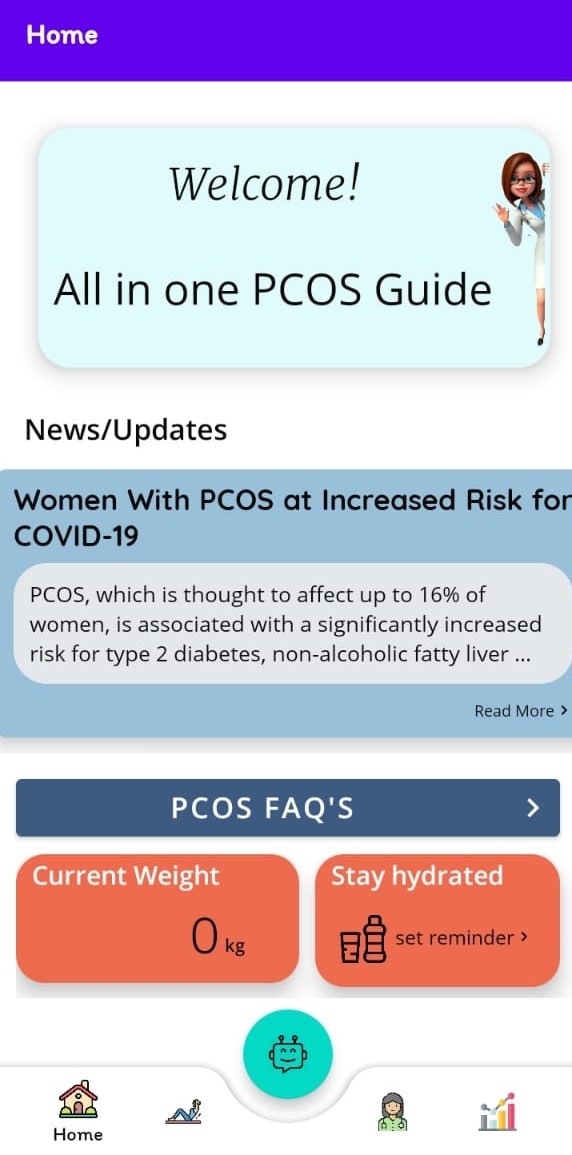 Home
Welcome!
All in one PCOS Guide
News/Updates
Women With PCOS at Increased Risk for
COVID-19
PCOS, which is thought to affect up to 16% of
women, is associated with a significantly increased
risk for type 2 diabetes, non-alcoholic fatty liver ...
Read More >
PCOS FAQ'S
Current Weight
0 kg
Stay hydrated
set reminder >
Home